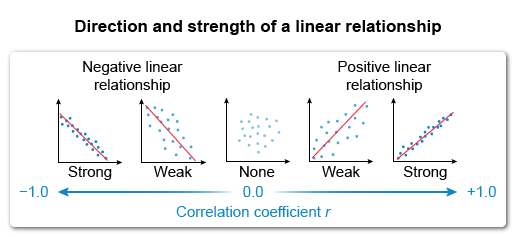 Direction and strength of a linear relationship
Negative linear
relationship
Positive linear
relationship
Strong
Weak
None
Weak
Strong
−1.0
0.0
+1.0
Correlation coefficient r